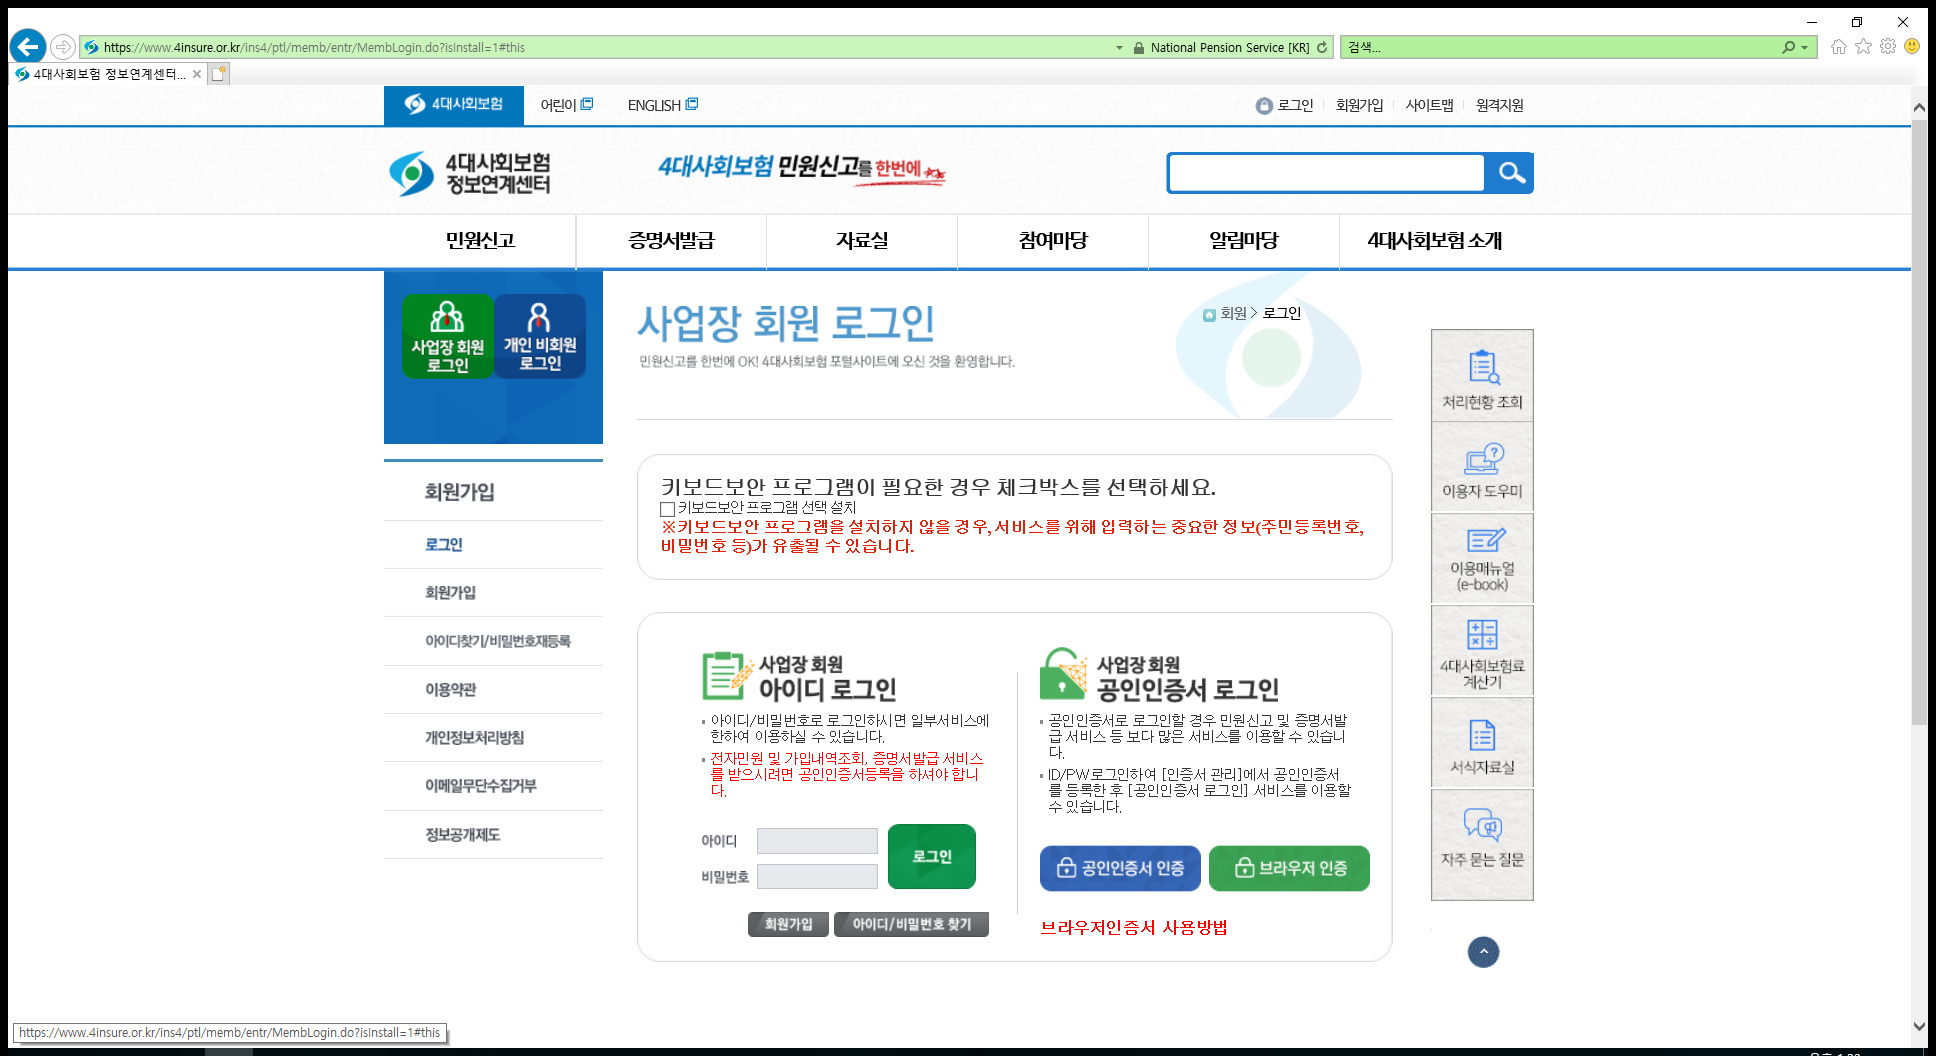 https://www.4insure.or.kr/ins4/ptl/memb/entr/MembLogin.do?isInstall=1#this
National Pension Service [KR]
검색...
4대사회보험 정보연계센터...
4대사회보험
어린이
ENGLISH
로그인
회원가입
사이트맵
원격지원
4대사회보험
정보연계센터
4대사회보험 민원신고를 한번에
민원신고
증명서발급
자료실
참여마당
알림마당
4대사회보험 소개
사업장 회원
로그인
개인 비회원
로그인
회원가입
로그인
회원가입
아이디찾기/비밀번호재등록
이용약관
개인정보처리방침
이메일무단수집거부
정보공개제도
사업장 회원 로그인
민원신고를 한번에 OK! 4대사회보험 포털사이트에 오신 것을 환영합니다.
회원 > 로그인
키보드보안 프로그램이 필요한 경우 체크박스를 선택하세요.
키보드보안 프로그램 선택 설치
※키보드보안 프로그램을 설치하지 않을 경우, 서비스를 위해 입력하는 중요한 정보(주민등록번호,
비밀번호 등)가 유출될 수 있습니다.
사업장 회원
아이디 로그인
아이디/비밀번호로 로그인하시면 일부서비스에
한하여 이용하실 수 있습니다.
전자민원 및 가입내역조회, 증명서발급 서비스
를 받으시려면 공인인증서등록을 하셔야 합니
다.
아이디
비밀번호
로그인
회원가입
아이디/비밀번호 찾기
사업장 회원
공인인증서 로그인
공인인증서로 로그인할 경우 민원신고 및 증명서발
급 서비스 등 보다 많은 서비스를 이용할 수 있습니
다.
ID/PW로그인하여 [인증서 관리]에서 공인인증서
를 등록한 후 [공인인증서 로그인] 서비스를 이용할
수 있습니다.
공인인증서 인증
브라우저 인증
브라우저인증서 사용방법
처리현황 조회
이용자 도우미
이용매뉴얼
(e-book)
4대사회보험료
계산기
서식자료실
자주 묻는 질문
https://www.4insure.or.kr/ins4/ptl/memb/entr/MembLogin.do?isInstall=1#this